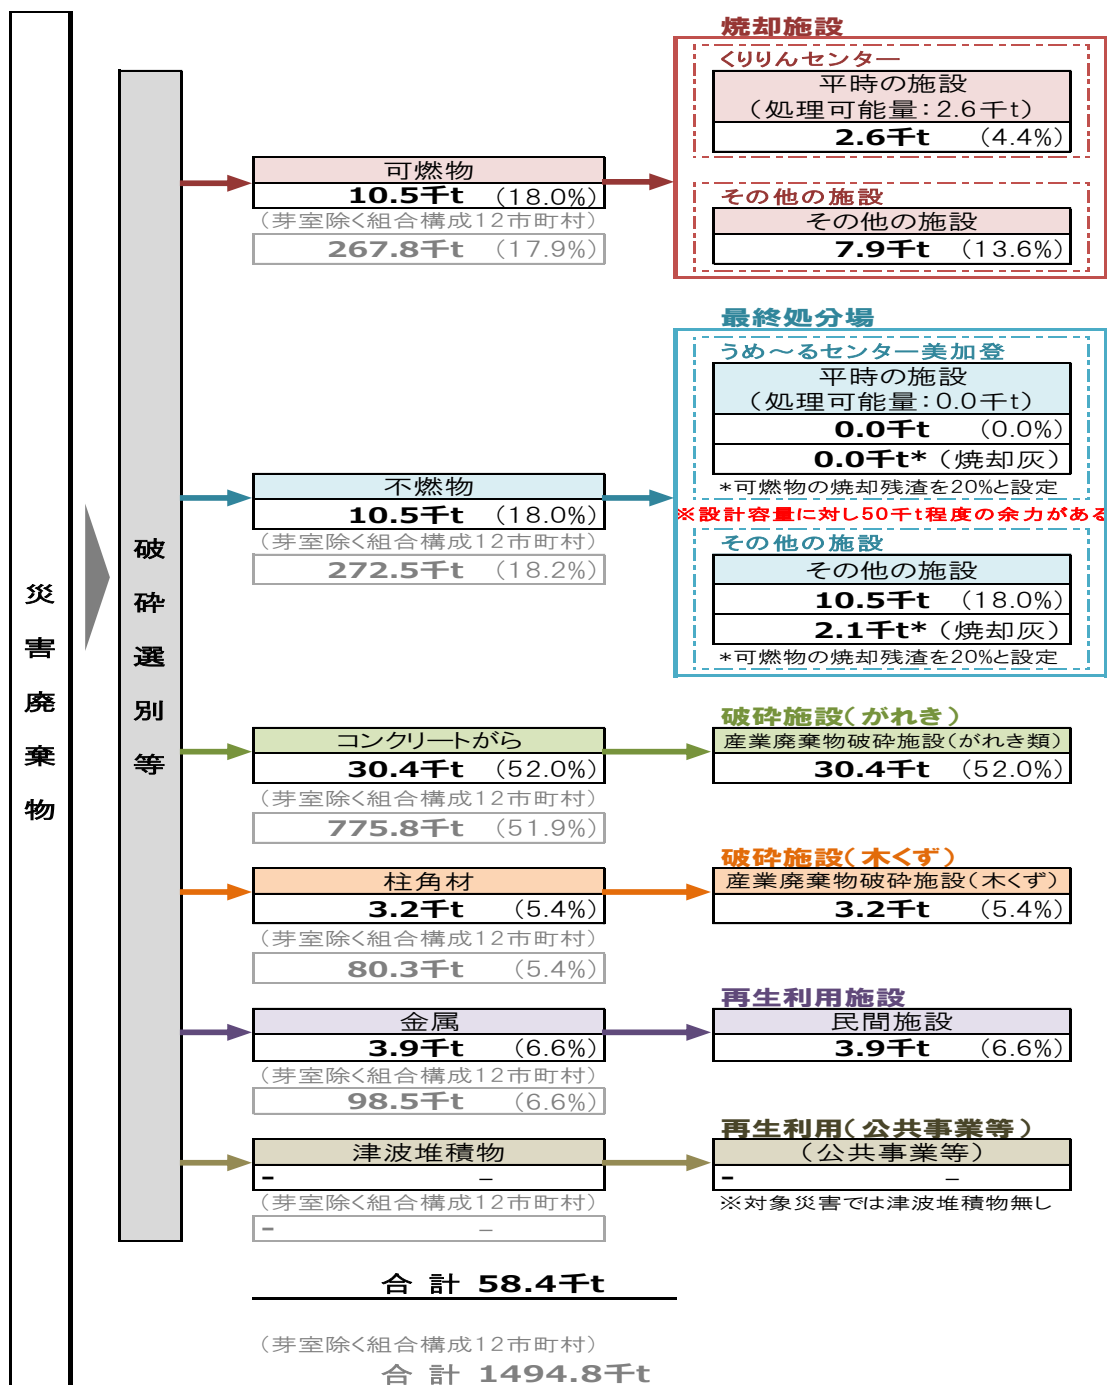 災害廃棄物
破砕選別等
可燃物
10.5千t (18.0%)
(芽室除く組合構成12市町村)
267.8千t (17.9%)
焼却施設
くりりんセンター
平時の施設
(処理可能量:2.6千t)
2.6千t (4.4%)
その他の施設
その他の施設
7.9千t (13.6%)
不燃物
10.5千t (18.0%)
(芽室除く組合構成12市町村)
272.5千t (18.2%)
最終処分場
うめ～るセンター美加登
平時の施設
(処理可能量:0.0千t)
0.0千t (0.0%)
0.0千t* (焼却灰)
*可燃物の焼却残渣を20%と設定
※設計容量に対し50千t程度の余力がある
その他の施設
その他の施設
10.5千t (18.0%)
2.1千t* (焼却灰)
*可燃物の焼却残渣を20%と設定
コンクリートがら
30.4千t (52.0%)
(芽室除く組合構成12市町村)
775.8千t (51.9%)
破砕施設(がれき)
産業廃棄物破砕施設(がれき類)
30.4千t (52.0%)
柱角材
3.2千t (5.4%)
(芽室除く組合構成12市町村)
80.3千t (5.4%)
破砕施設(木くず)
産業廃棄物破砕施設(木くず)
3.2千t (5.4%)
金属
3.9千t (6.6%)
(芽室除く組合構成12市町村)
98.5千t (6.6%)
再生利用施設
民間施設
3.9千t (6.6%)
津波堆積物
- –
(芽室除く組合構成12市町村)
- –
再生利用(公共事業等)
(公共事業等)
- –
※対象災害では津波堆積物無し
合計 58.4千t
(芽室除く組合構成12市町村)
合計 1494.8千t